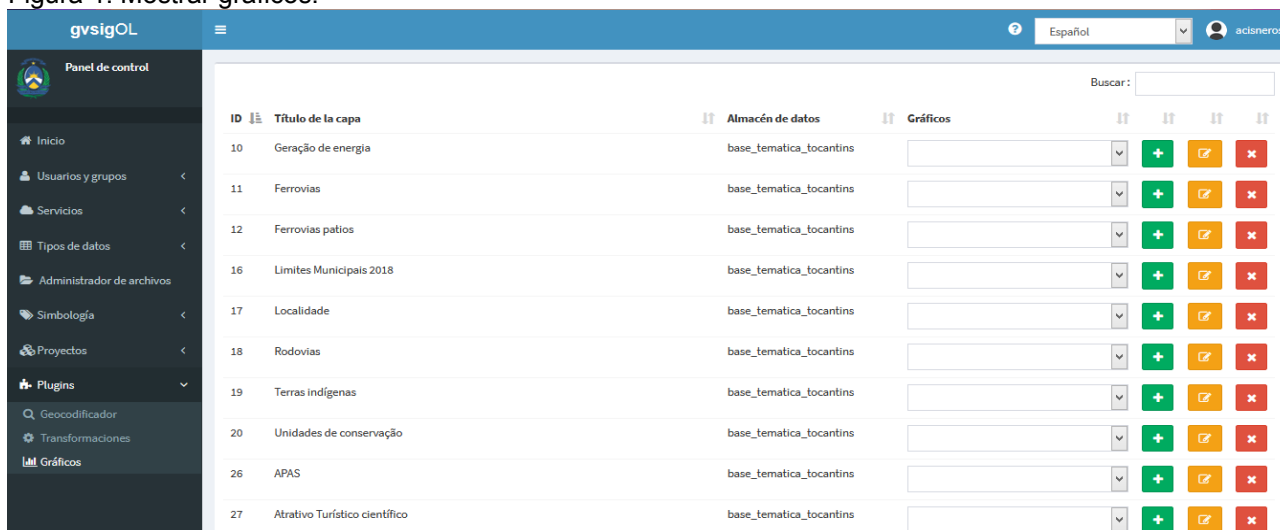 Figura 1. Mostrar gráficos.
gvsigOL
Español
acisneros
Panel de control
Buscar:
ID Título de la capa Almacén de datos Gráficos
Inicio
Usuarios y grupos
Servicios
Tipos de datos
Administrador de archivos
Simbología
Proyectos
Plugins
Geocodificador
Transformaciones
Gráficos
10 Geração de energia base_tematica_tocantins
11 Ferrovias base_tematica_tocantins
12 Ferrovias patios base_tematica_tocantins
16 Limites Municipais 2018 base_tematica_tocantins
17 Localidade base_tematica_tocantins
18 Rodovias base_tematica_tocantins
19 Terras indígenas base_tematica_tocantins
20 Unidades de conservação base_tematica_tocantins
26 APAS base_tematica_tocantins
27 Atrativo Turístico científico base_tematica_tocantins